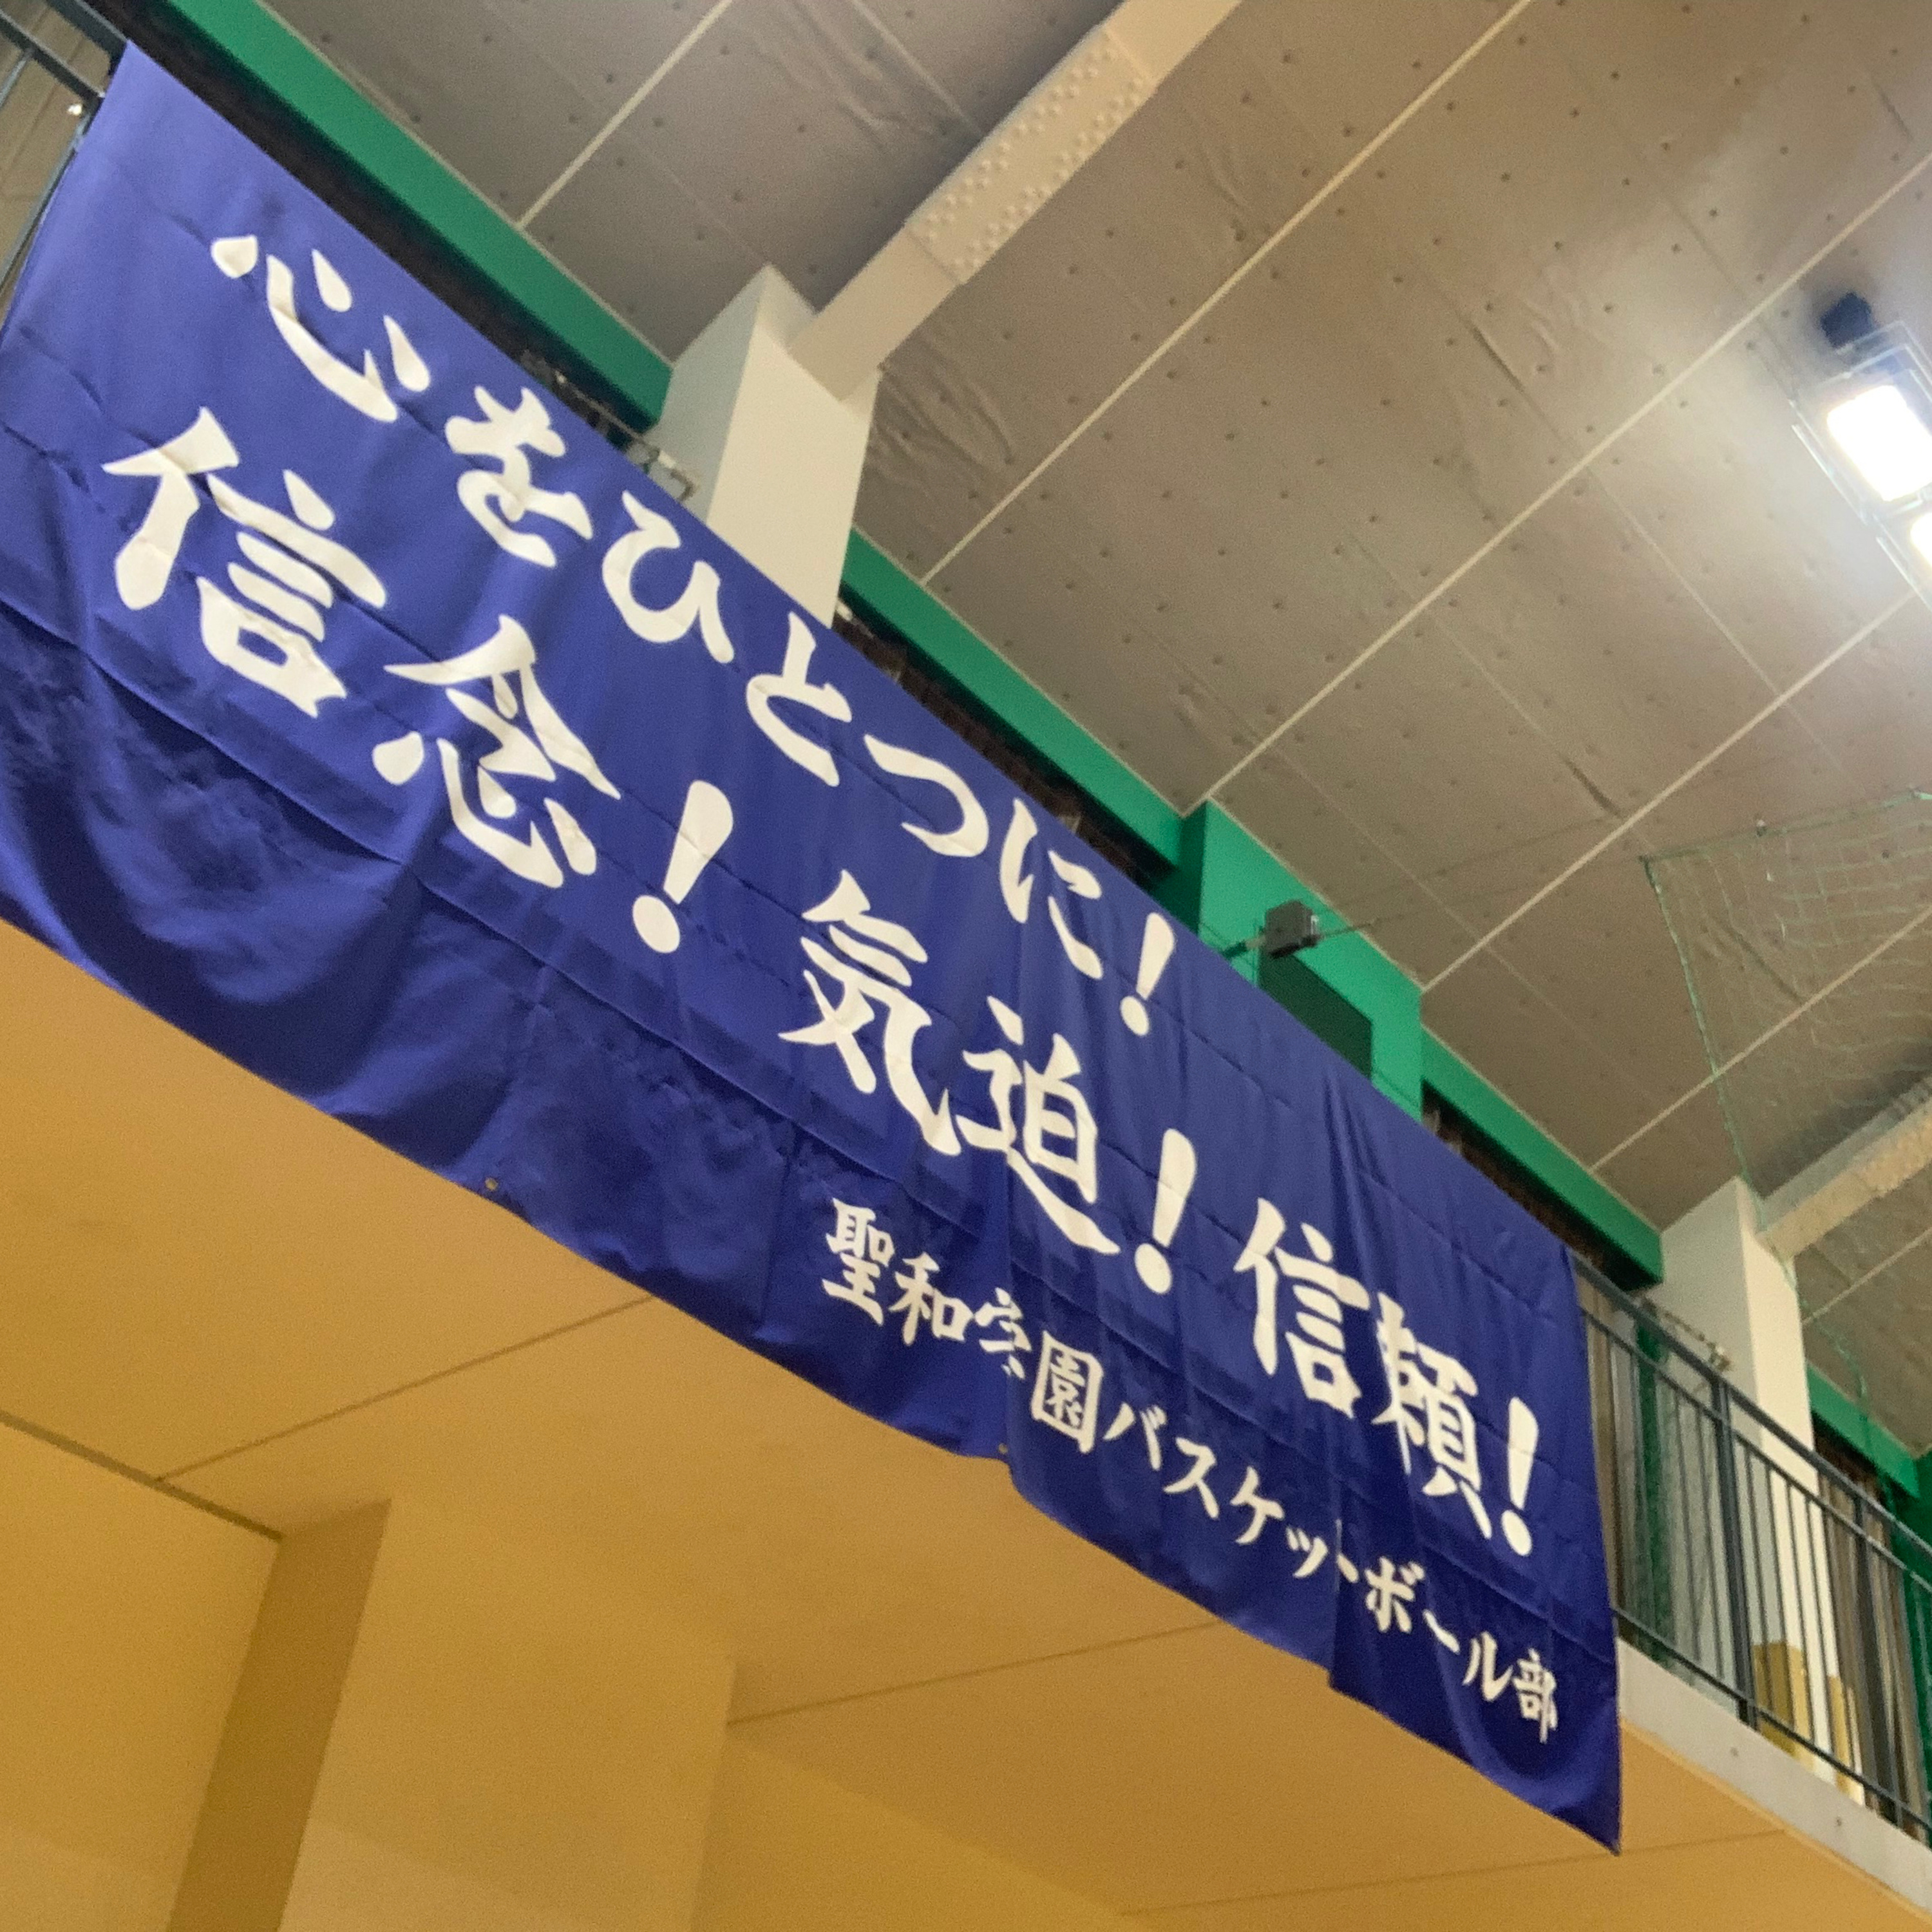 心をひとつに!
信念! 気迫! 信頼!
聖和学園バスケットボール部